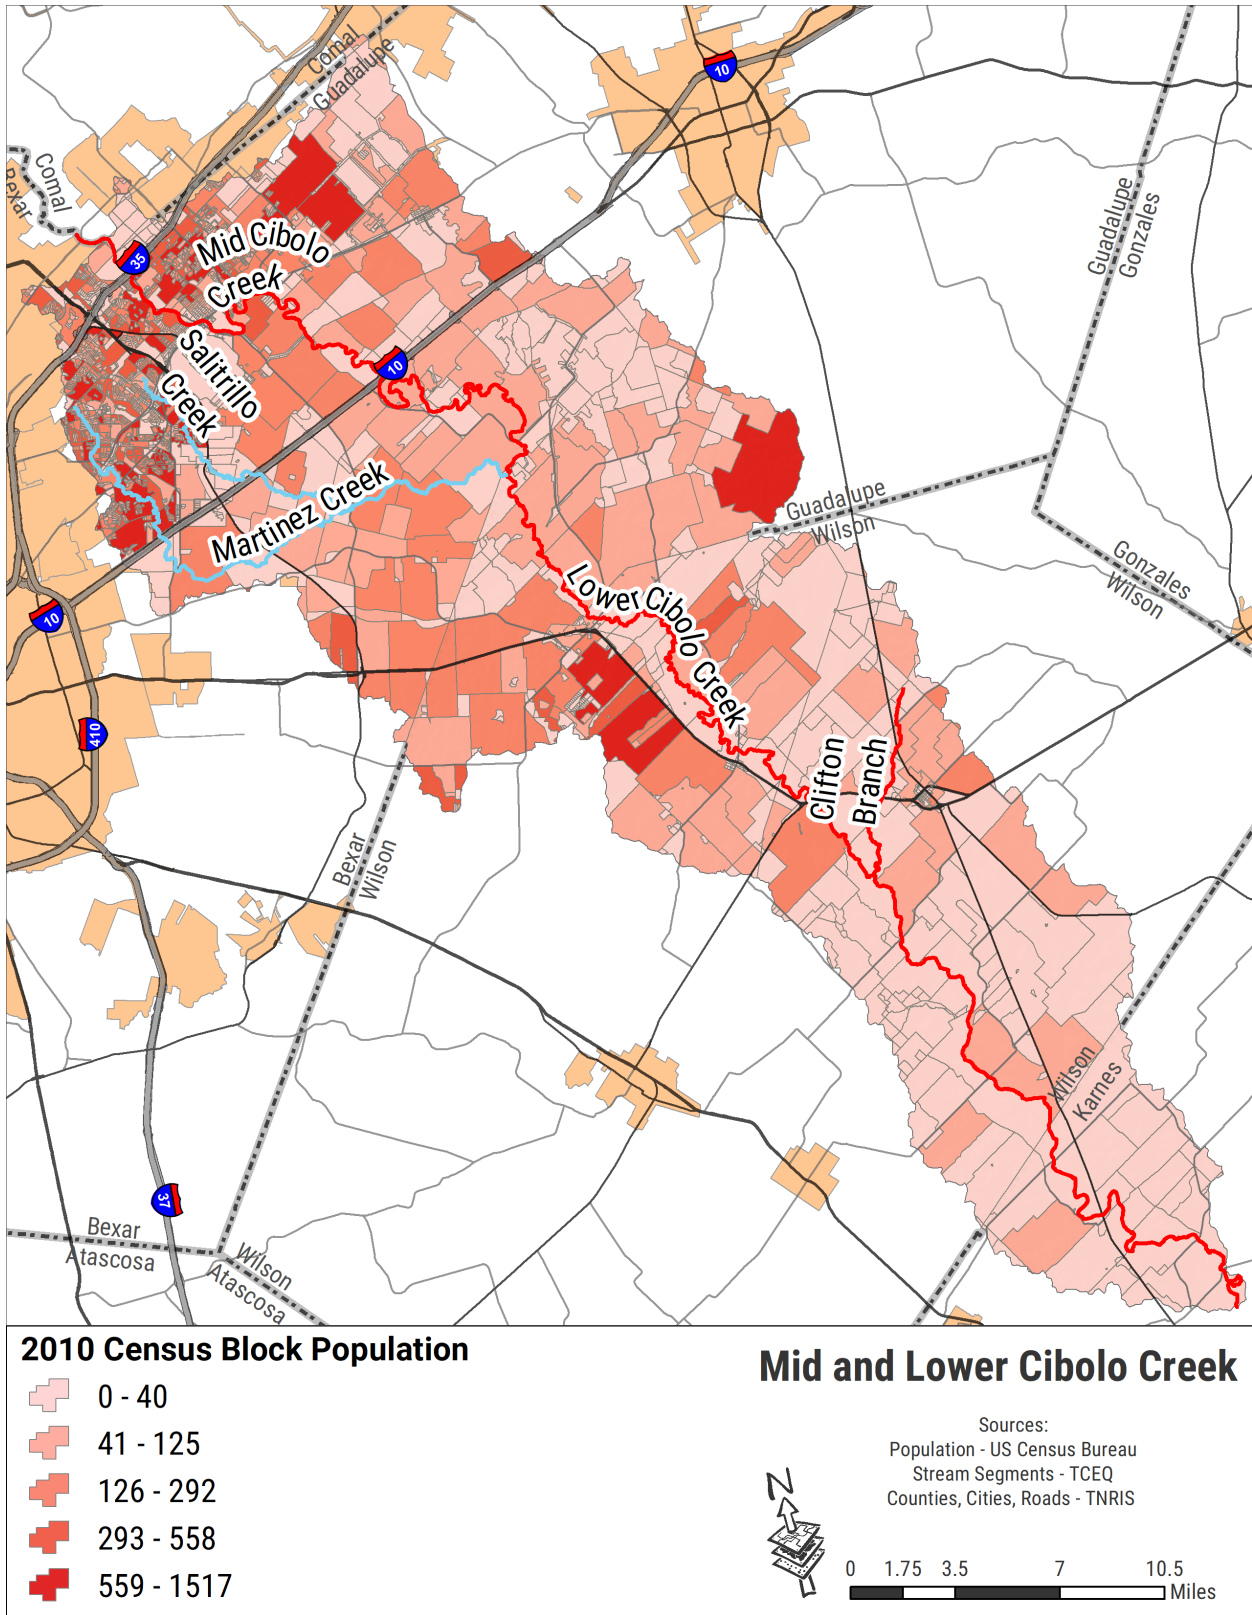 Comal
Guadalupe
10
Comal
Bexar
Guadalupe
Gonzales
35
Mid Cibolo
Creek
Salitrillo
Creek
10
Martinez Creek
Guadalupe
Wilson
Gonzales
Wilson
Lower Cibolo Creek
10
410
Clifton
Branch
Bexar
Wilson
Wilson
Karnes
37
Bexar
Atascosa
Wilson
Atascosa
2010 Census Block Population
0 - 40
41 - 125
126 - 292
293 - 558
559 - 1517
Mid and Lower Cibolo Creek
Sources:
Population - US Census Bureau
Stream Segments - TCEQ
Counties, Cities, Roads - TNRIS
N
0 1.75 3.5 7 10.5
Miles